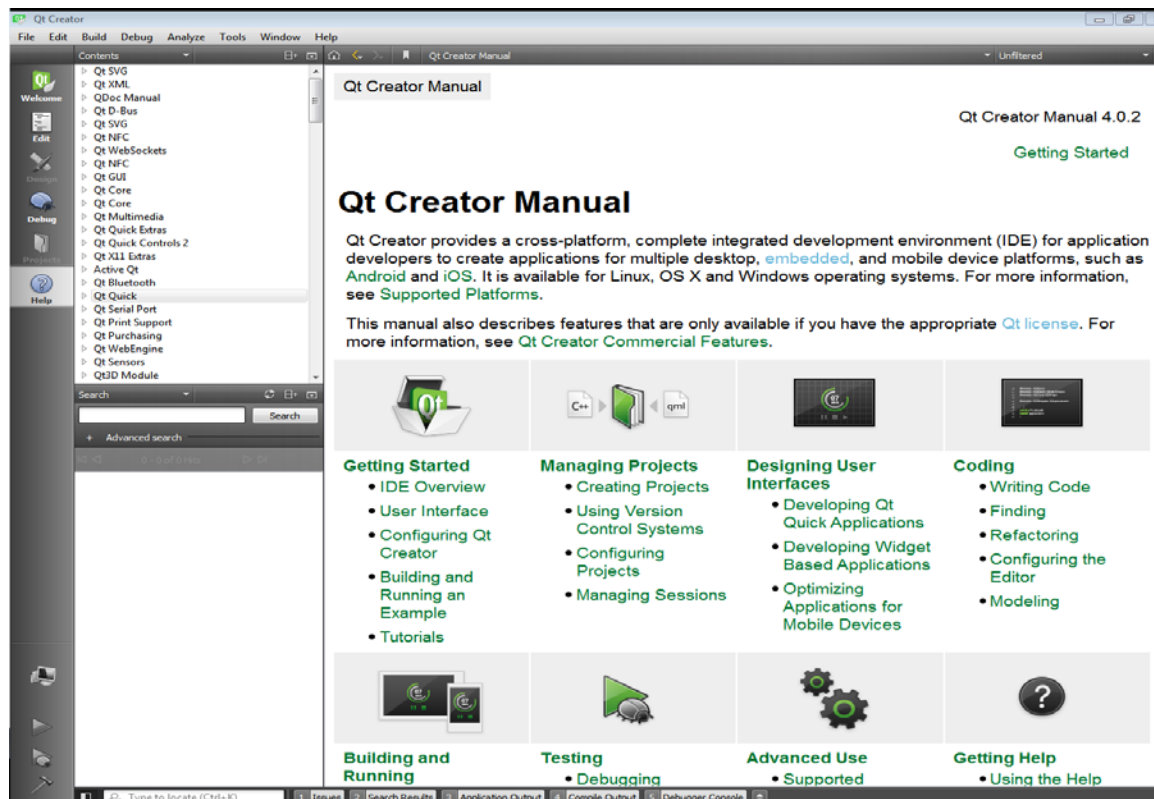 Qt Creator
File Edit Build Debug Analyze Tools Window Help
Contents
Qt Creator Manual
Unfiltered
Welcome
Edit
Design
Debug
Projects
Help
Qt SVG
Qt XML
QDoc Manual
Qt D-Bus
Qt SVG
Qt NFC
Qt WebSockets
Qt NFC
Qt GUI
Qt Core
Qt Core
Qt Multimedia
Qt Quick Extras
Qt Quick Controls 2
Qt X11 Extras
Active Qt
Qt Bluetooth
Qt Quick
Qt Serial Port
Qt Print Support
Qt Purchasing
Qt WebEngine
Qt Sensors
Qt3D Module
Search
Search
+ Advanced search
0 - 0 of 0 Hits
Qt Creator Manual
Qt Creator Manual 4.0.2
Getting Started
Qt Creator Manual
Qt Creator provides a cross-platform, complete integrated development environment (IDE) for application
developers to create applications for multiple desktop, embedded, and mobile device platforms, such as
Android and iOS. It is available for Linux, OS X and Windows operating systems. For more information,
see Supported Platforms.
This manual also describes features that are only available if you have the appropriate Qt license. For
more information, see Qt Creator Commercial Features.
Qt
C++
qml
Getting Started
• IDE Overview
• User Interface
• Configuring Qt
Creator
• Building and
Running an
Example
• Tutorials
Managing Projects
• Creating Projects
• Using Version
Control Systems
• Configuring
Projects
• Managing Sessions
Designing User
Interfaces
• Developing Qt
Quick Applications
• Developing Widget
Based Applications
• Optimizing
Applications for
Mobile Devices
Coding
• Writing Code
• Finding
• Refactoring
• Configuring the
Editor
• Modeling
?
Building and
Running
Testing
• Debugging
Advanced Use
• Supported
Getting Help
• Using the Help
Type to locate (Ctrl+K)
1 Issues 2 Search Results 3 Application Output 4 Compile Output 5 Debugger Console